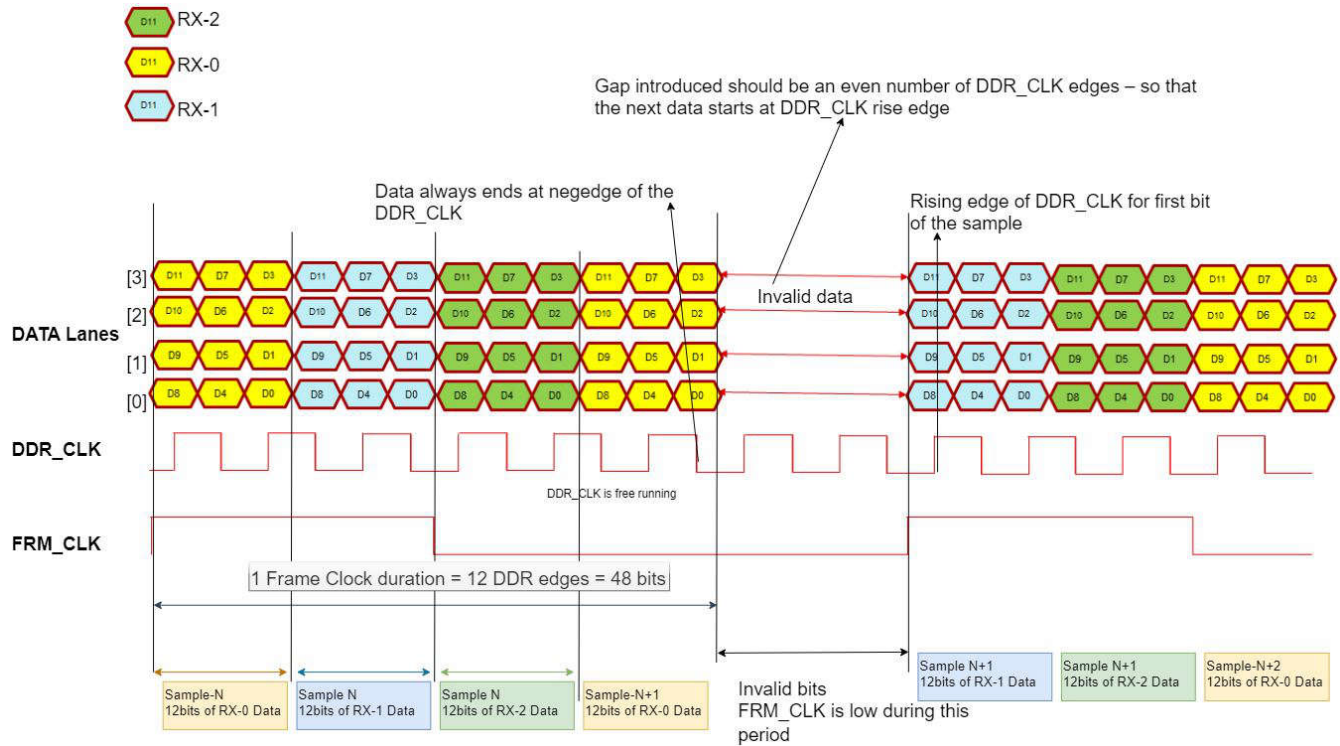 D11 RX-2
D11 RX-0
D11 RX-1
Gap introduced should be an even number of DDR_CLK edges – so that
the next data starts at DDR_CLK rise edge
Data always ends at negedge of the
DDR_CLK
Rising edge of DDR_CLK for first bit
of the sample
DATA Lanes
[3] D11 D7 D3 D11 D7 D3 D11 D7 D3 D11 D7 D3 D11 D7 D3 D11 D7 D3 D11 D7 D3
Invalid data
[2] D10 D6 D2 D10 D6 D2 D10 D6 D2 D10 D6 D2 D10 D6 D2 D10 D6 D2 D10 D6 D2
[1] D9 D5 D1 D9 D5 D1 D9 D5 D1 D9 D5 D1 D9 D5 D1 D9 D5 D1 D9 D5 D1
[0] D8 D4 D0 D8 D4 D0 D8 D4 D0 D8 D4 D0 D8 D4 D0 D8 D4 D0 D8 D4 D0
DDR_CLK
DDR_CLK is free running
FRM_CLK
1 Frame Clock duration = 12 DDR edges = 48 bits
Sample-N
12bits of RX-0 Data
Sample N
12bits of RX-1 Data
Sample N
12bits of RX-2 Data
Sample-N+1
12bits of RX-0 Data
Invalid bits
FRM_CLK is low during this
period
Sample N+1
12bits of RX-1 Data
Sample N+1
12bits of RX-2 Data
Sample-N+2
12bits of RX-0 Data